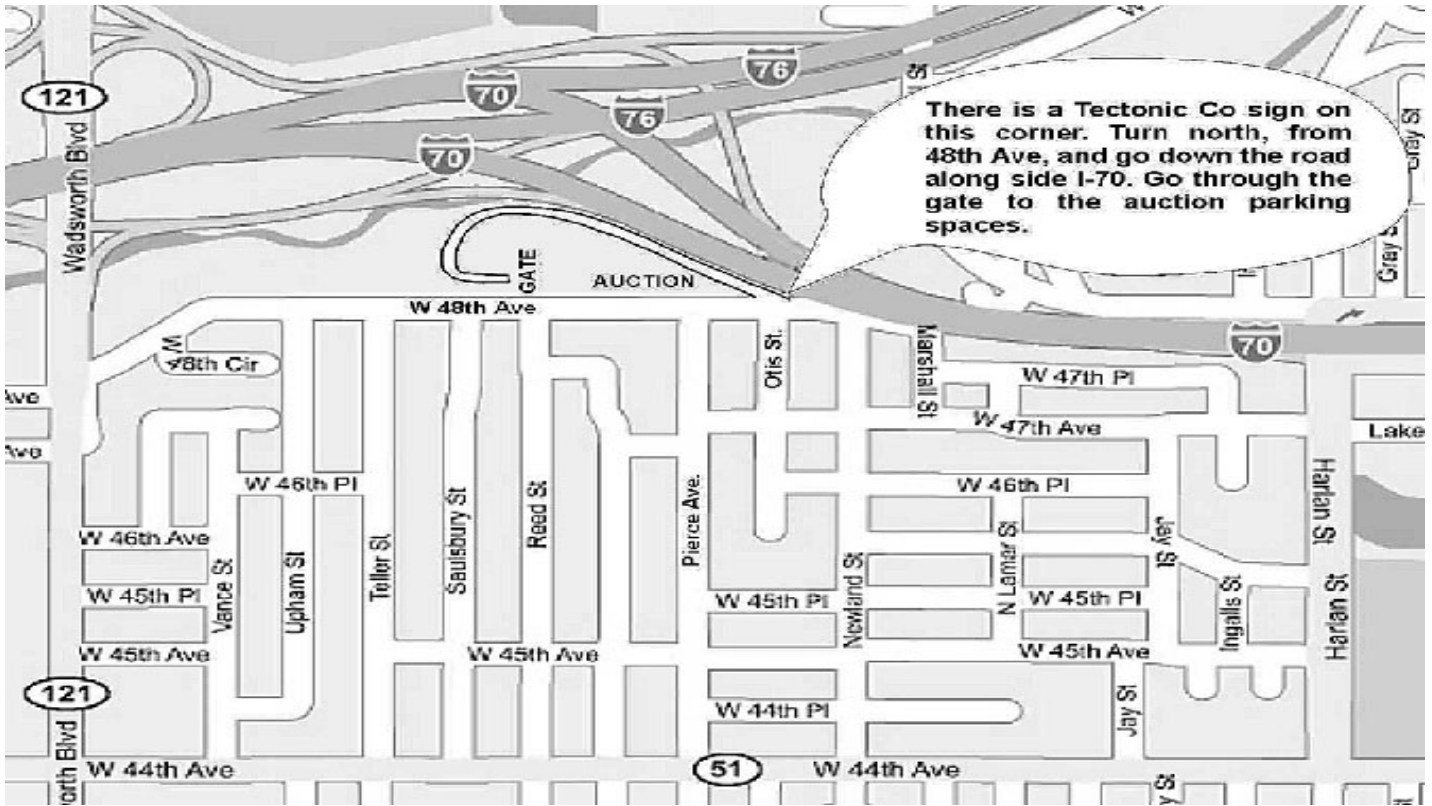 76
70
121
76
70
There is a Tectonic Co sign on
this corner. Turn north, from
48th Ave, and go down the road
along side I-70. Go through the
gate to the auction parking
spaces.
Wadsworth Blvd
Gray S
GATE
AUCTION
W 48th Ave
70
W
48th Cir
Otis St.
Marshall St
W 47th Pl
Ave
W 47th Ave
Lake
Ave
W 46th Pl
W 46th Pl
Harlan St
Saulsbury St
Reed St
Pierce Ave.
W 46th Ave
Teller St
Jay St
Vance St
Upham St
N Lamar St
W 45th Pl
W 45th Pl
W 45th Pl
Newland St
Ingalls St
Harlan St
W 45th Ave
W 45th Ave
W 45th Ave
121
W 44th Pl
Jay St
orth Blvd
W 44th Ave
51
W 44th Ave